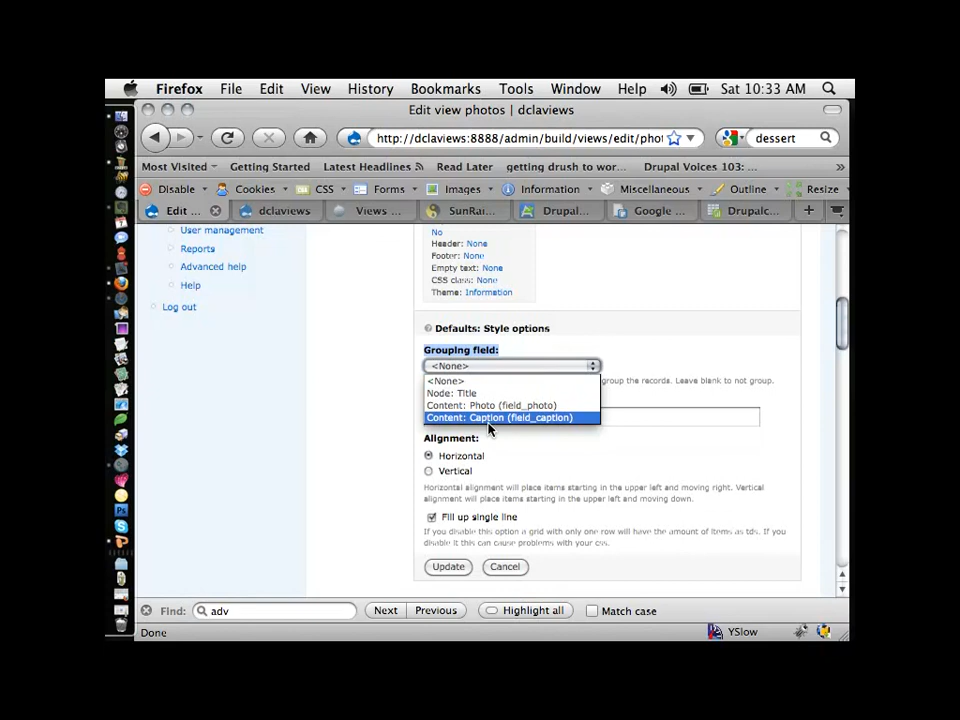 Firefox File Edit View History Bookmarks Tools Window Help Sat 10:33 AM
Edit view photos | dclaviews
http://dclaviews:8888/admin/build/views/edit/phot dessert
Most Visited Getting Started Latest Headlines Read Later getting drush to wor... Drupal Voices 103: ... »
Disable Cookies CSS Forms Images Information Miscellaneous Outline Resize
Edit ... dclaviews Views ... SunRai... Drupal... Google ... Drupalc...
User management
Reports
Advanced help
Help
Log out
No
Header: None
Footer: None
Empty text: None
CSS class: None
Theme: Information
Defaults: Style options
Grouping field:
<None>
<None>
group the records. Leave blank to not group.
Node: Title
Content: Photo (field_photo)
Content: Caption (field_caption)
Alignment:
Horizontal
Vertical
Horizontal alignment will place items starting in the upper left and moving right. Vertical
alignment will place items starting in the upper left and moving down.
Fill up single line
If you disable this option a grid with only one row will have the amount of items as tds. If you
disable it this can cause problems with your css.
Update Cancel
Find: adv Next Previous Highlight all Match case
Done YSlow